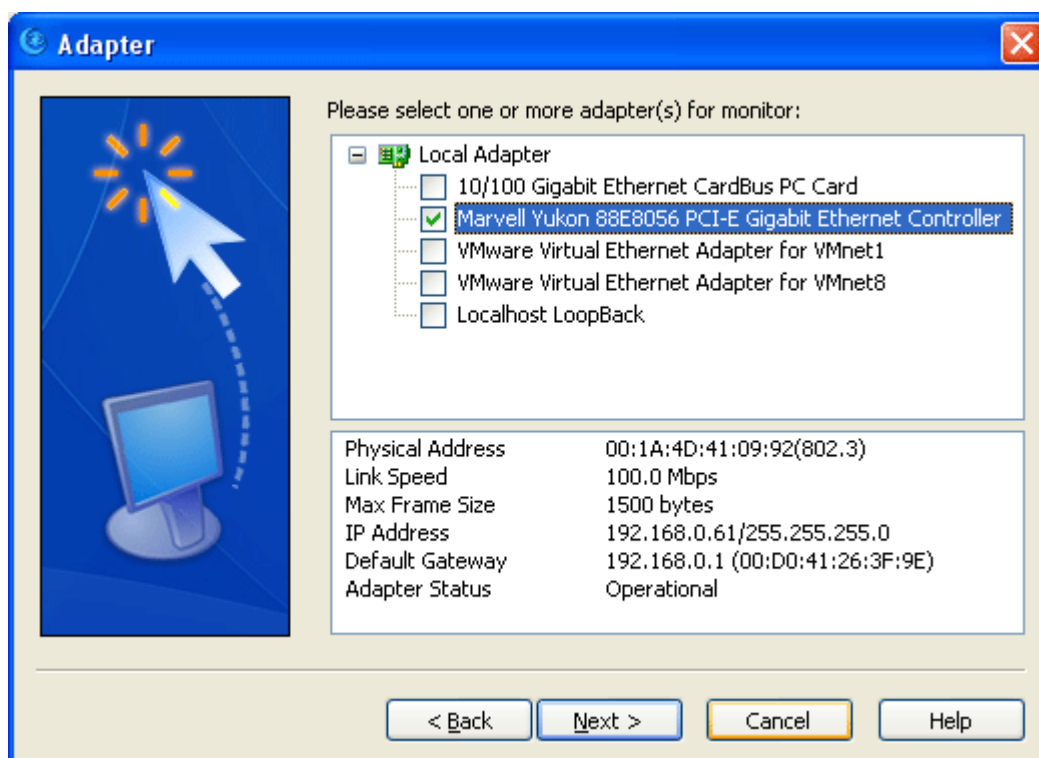 Adapter
Please select one or more adapter(s) for monitor:
Local Adapter
10/100 Gigabit Ethernet CardBus PC Card
Marvell Yukon 88E8056 PCI-E Gigabit Ethernet Controller
VMware Virtual Ethernet Adapter for VMnet1
VMware Virtual Ethernet Adapter for VMnet8
Localhost LoopBack
Physical Address 00:1A:4D:41:09:92(802.3)
Link Speed 100.0 Mbps
Max Frame Size 1500 bytes
IP Address 192.168.0.61/255.255.255.0
Default Gateway 192.168.0.1 (00:D0:41:26:3F:9E)
Adapter Status Operational
< Back Next > Cancel Help